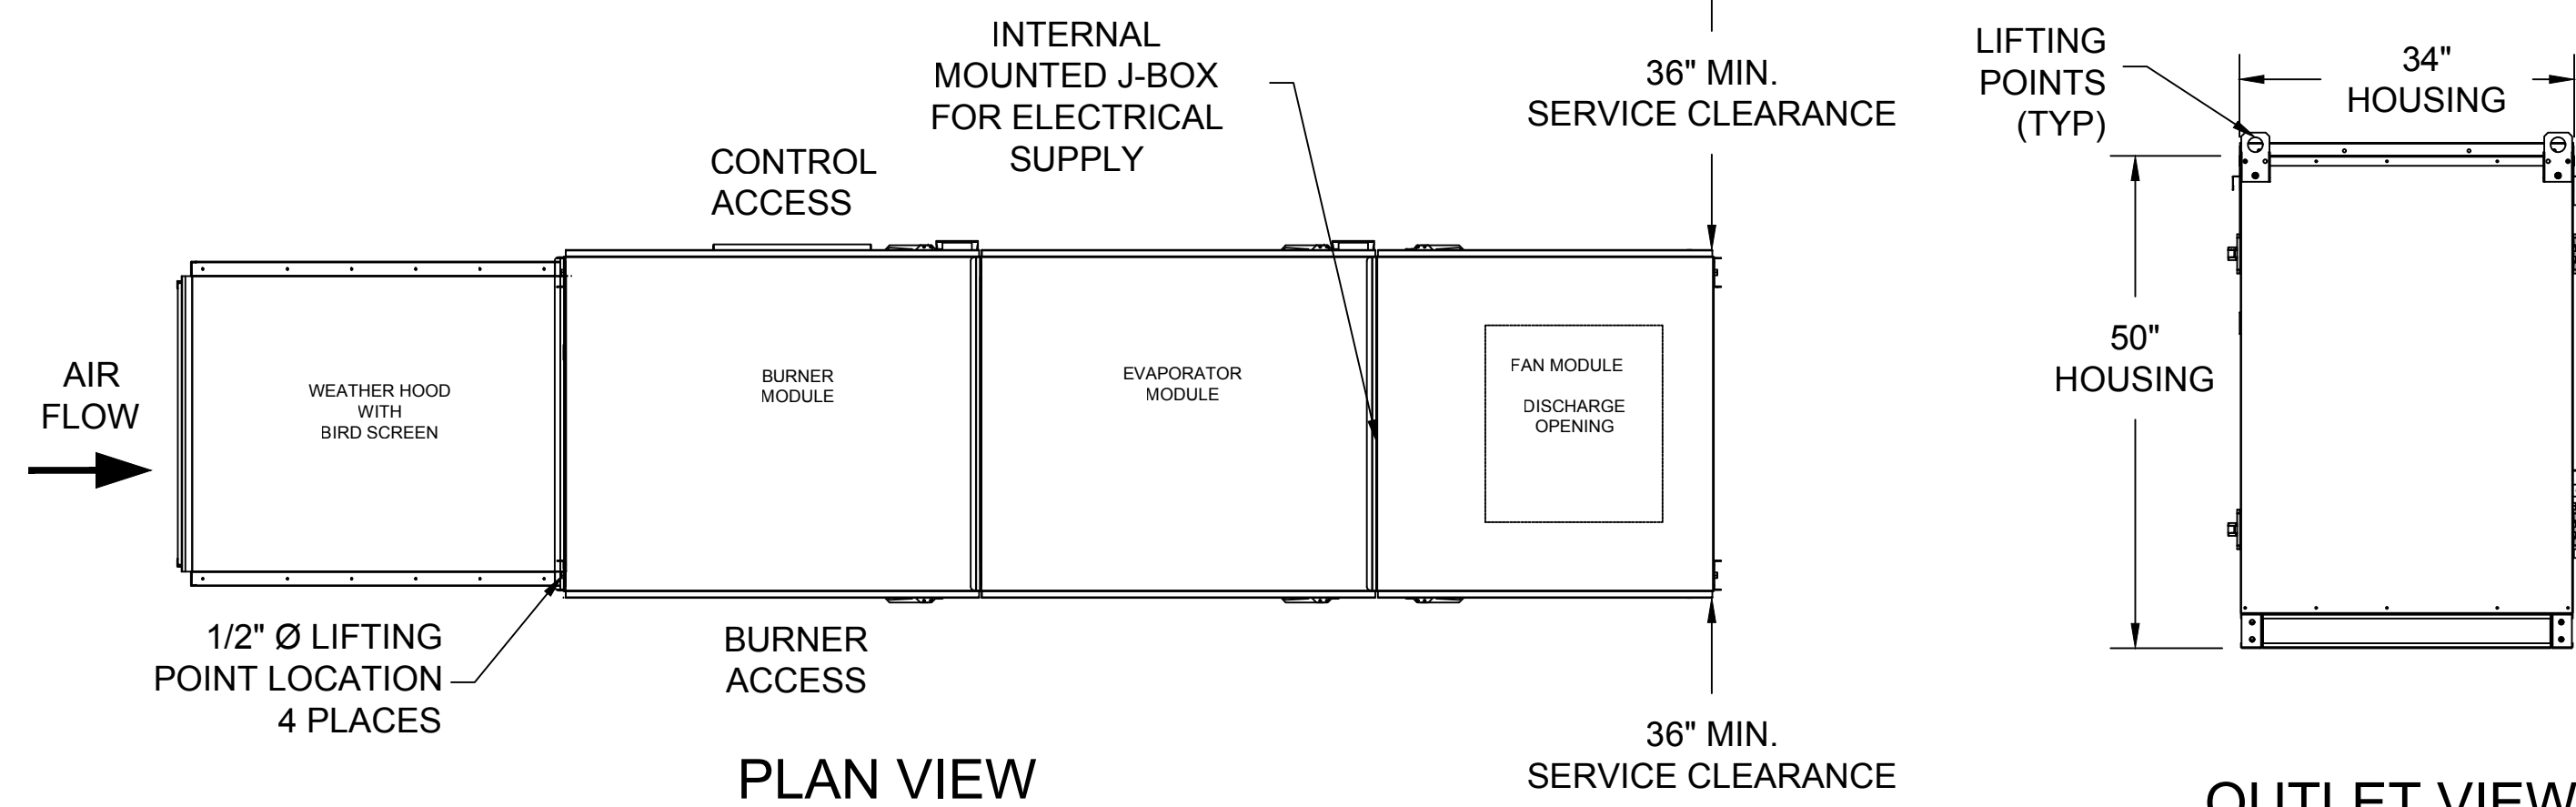 INTERNAL
MOUNTED J-BOX
FOR ELECTRICAL
SUPPLY
CONTROL
ACCESS
36" MIN.
SERVICE CLEARANCE
AIR
FLOW
WEATHER HOOD
WITH
BIRD SCREEN
BURNER
MODULE
EVAPORATOR
MODULE
FAN MODULE
DISCHARGE
OPENING
1/2" Ø LIFTING
POINT LOCATION
4 PLACES
BURNER
ACCESS
36" MIN.
SERVICE CLEARANCE
PLAN VIEW
LIFTING
POINTS
(TYP)
34"
HOUSING
50"
HOUSING
OUTLET VIEW